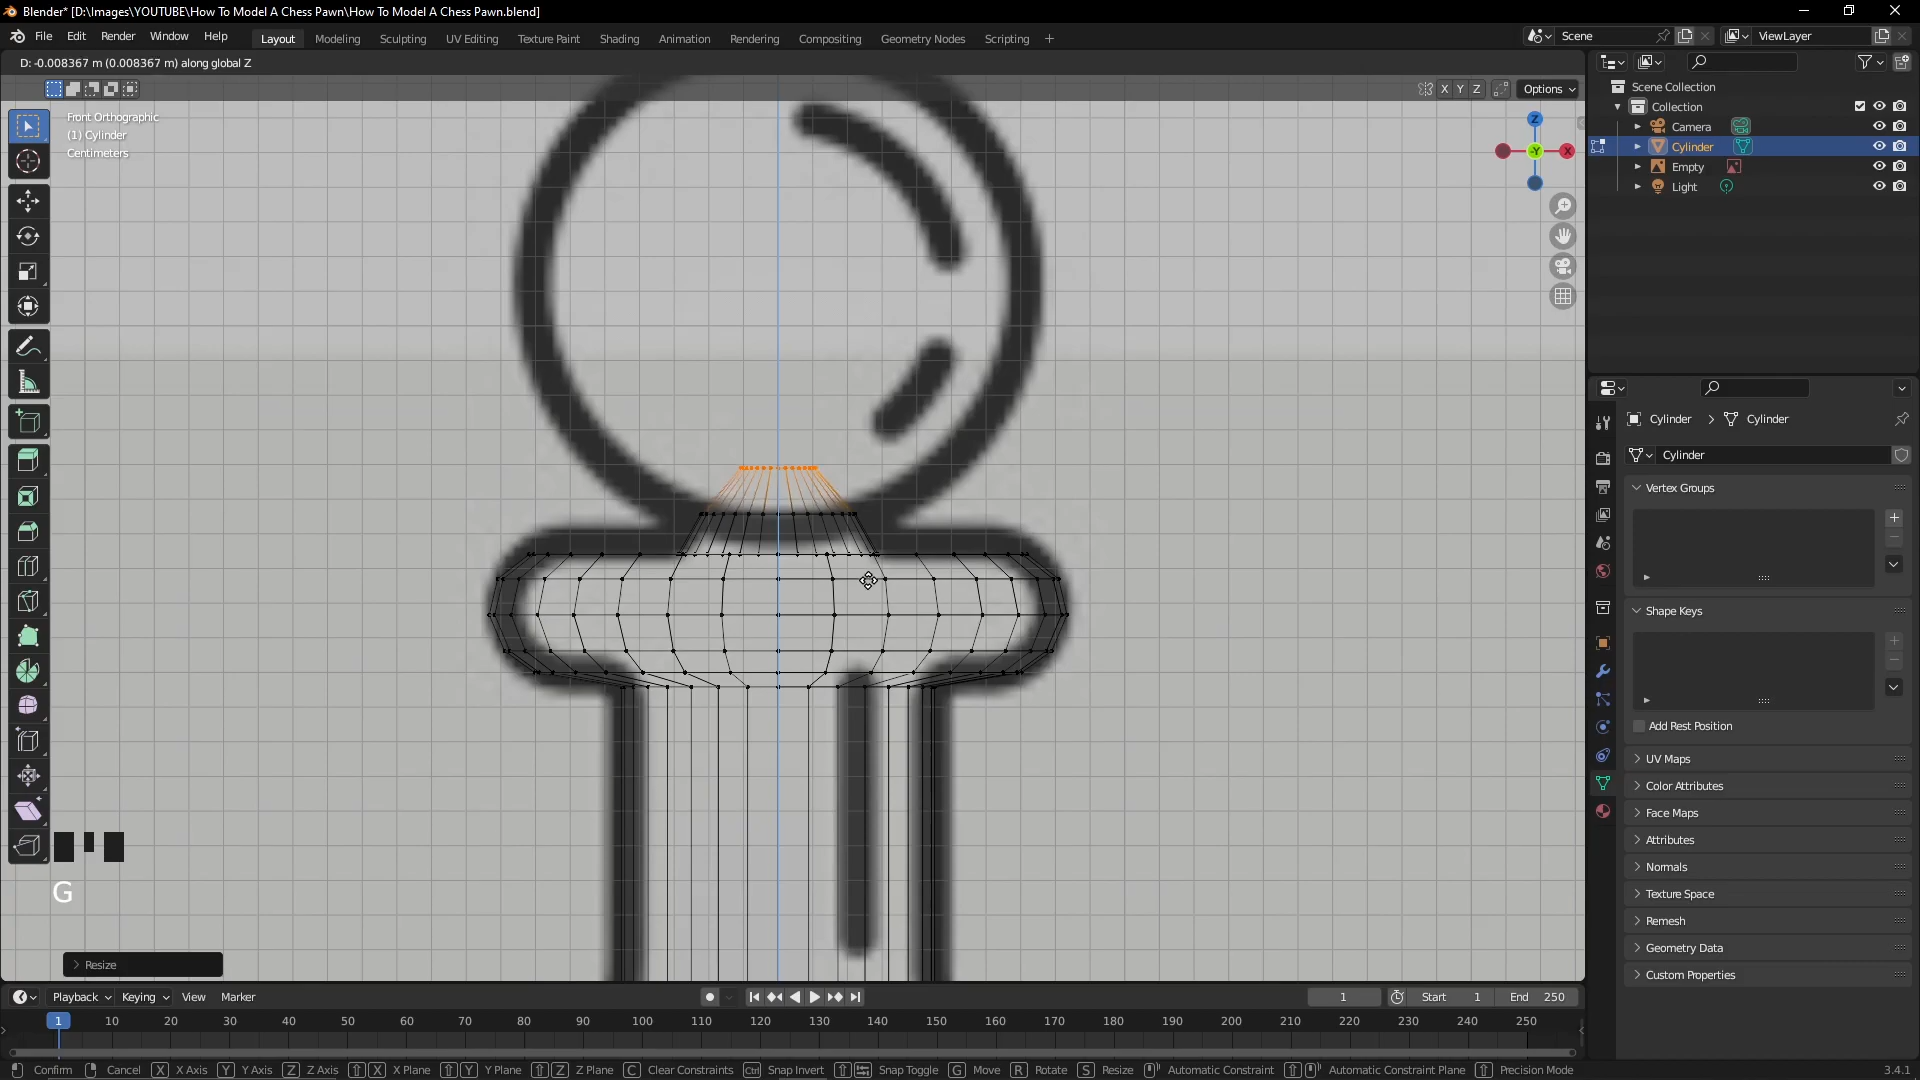 Blender* [D:\Images\YOUTUBE\How To Model A Chess Pawn\How To Model A Chess Pawn.blend]
File Edit Render Window Help Layout Modeling Sculpting UV Editing Texture Paint Shading Animation Rendering Compositing Geometry Nodes Scripting + Scene ViewLayer
D: -0.008367 m (0.008367 m) along global Z
X Y Z Options
Front Orthographic
(1) Cylinder
Centimeters
Z
-Y X
Scene Collection
Collection
Camera
Cylinder
Empty
Light
Cylinder > Cylinder
Cylinder
Vertex Groups
Shape Keys
Add Rest Position
UV Maps
Color Attributes
Face Maps
Attributes
Normals
Texture Space
Remesh
Geometry Data
Custom Properties
G
> Resize
Playback Keying View Marker 1 Start 1 End 250
1 10 20 30 40 50 60 70 80 90 100 110 120 130 140 150 160 170 180 190 200 210 220 230 240 250
Confirm Cancel X X Axis Y Y Axis Z Z Axis X X Plane Y Y Plane Z Z Plane C Clear Constraints Ctrl Snap Invert Snap Toggle G Move R Rotate S Resize Automatic Constraint Automatic Constraint Plane Precision Mode 3.4.1